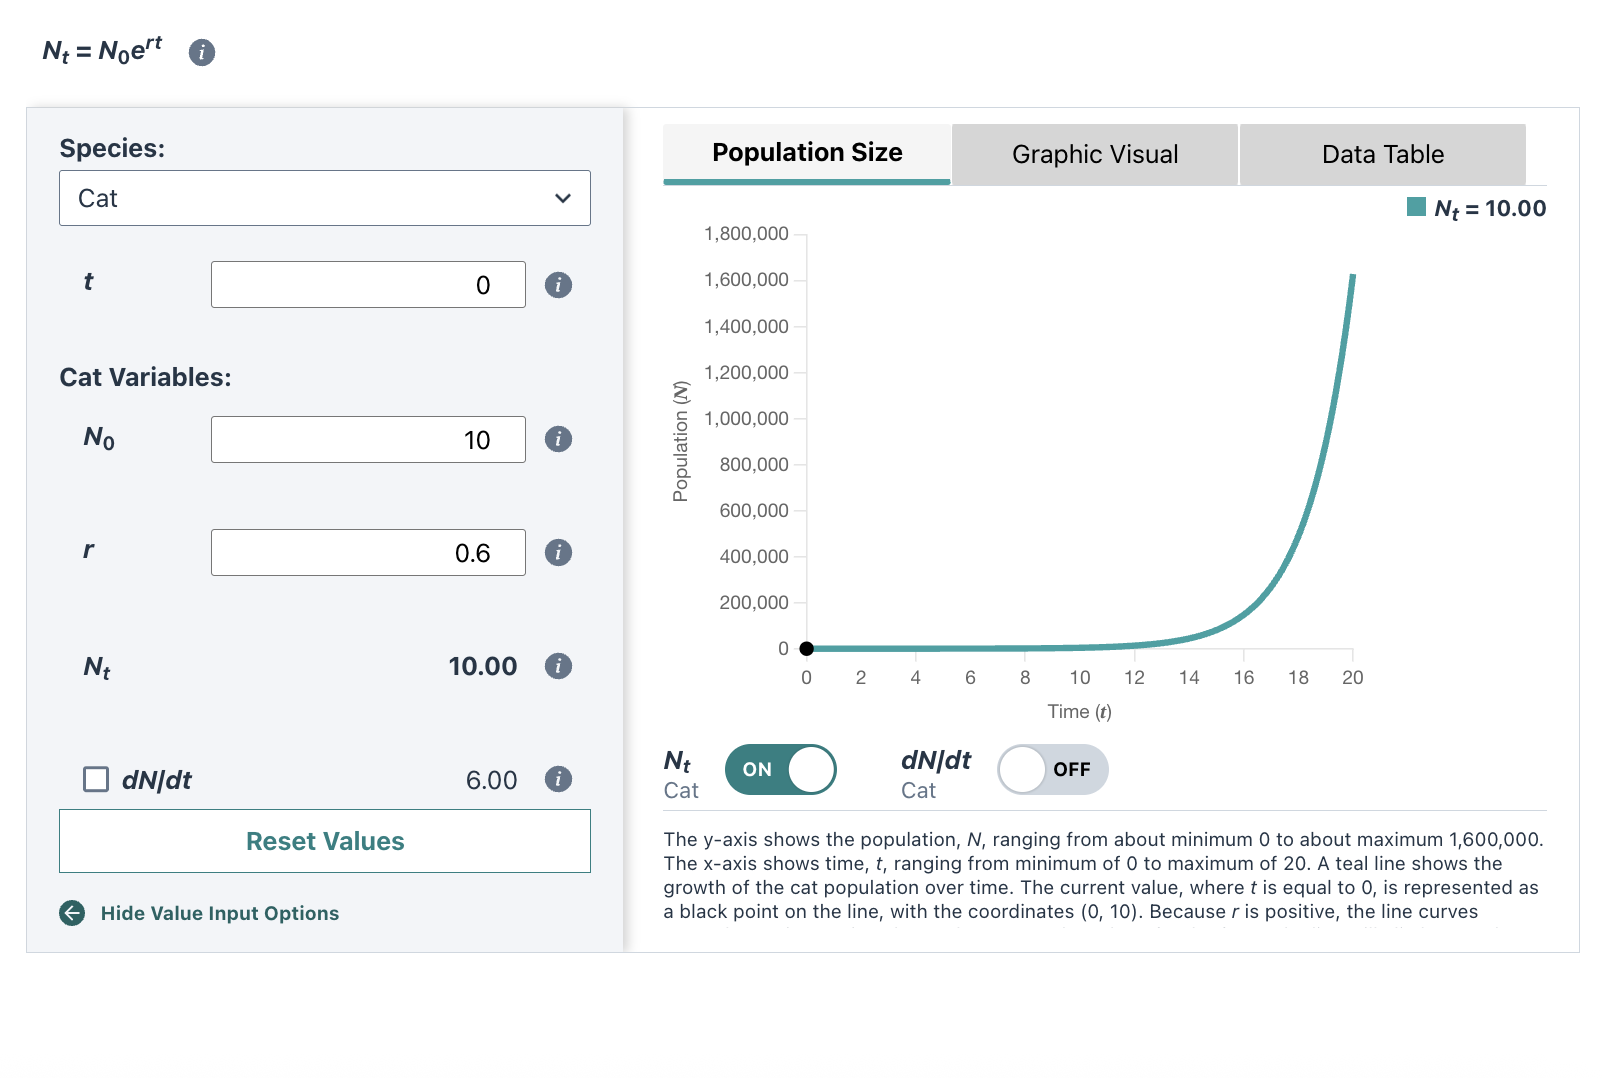 Nt = N0e^rt i
Species:
Cat
t 0 i
Cat Variables:
N0 10 i
r 0.6 i
Nt 10.00 i
dN/dt 6.00 i
Reset Values
Hide Value Input Options
Population Size Graphic Visual Data Table
Nt = 10.00
1,800,000
1,600,000
1,400,000
1,200,000
1,000,000
800,000
600,000
400,000
200,000
0
Population (N)
0 2 4 6 8 10 12 14 16 18 20
Time (t)
Nt ON dN/dt OFF
Cat Cat
The y-axis shows the population, N, ranging from about minimum 0 to about maximum 1,600,000.
The x-axis shows time, t, ranging from minimum of 0 to maximum of 20. A teal line shows the
growth of the cat population over time. The current value, where t is equal to 0, is represented as
a black point on the line, with the coordinates (0, 10). Because r is positive, the line curves